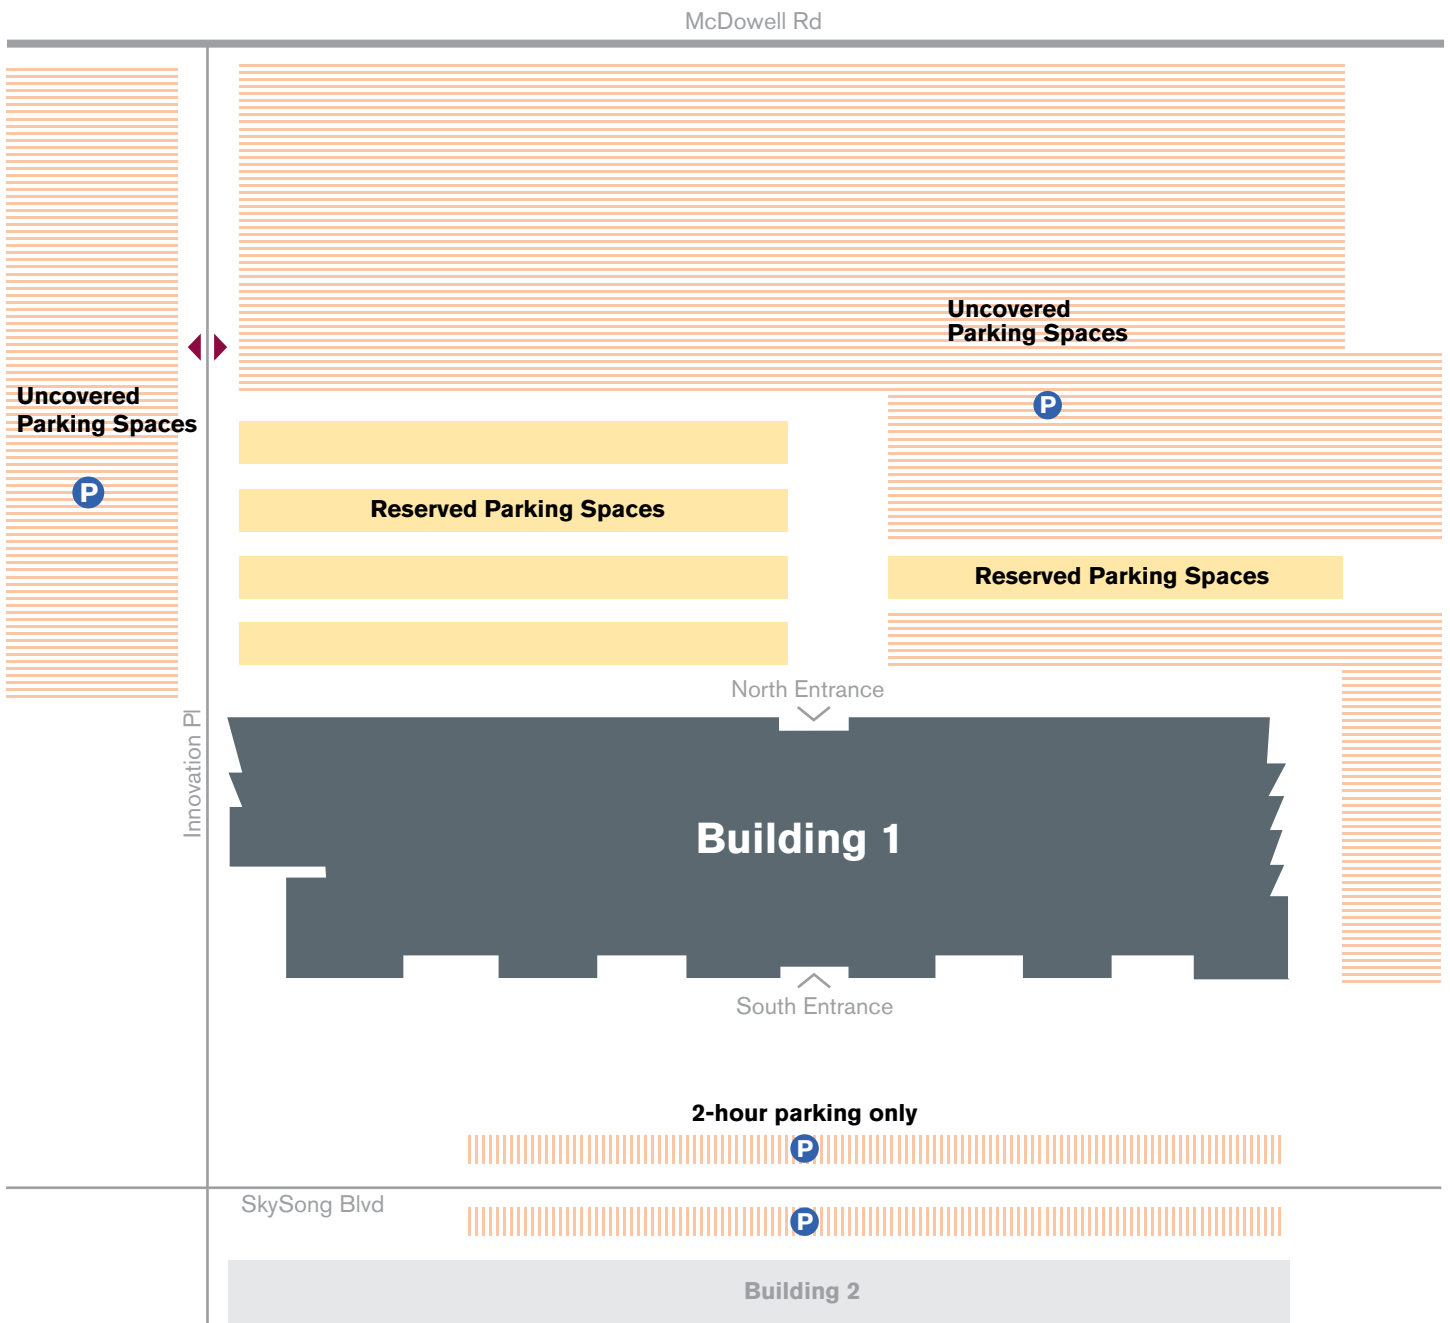 McDowell Rd
Uncovered
Parking Spaces
Uncovered
Parking Spaces
P
P
Reserved Parking Spaces
Reserved Parking Spaces
North Entrance
Innovation Pl
Building 1
South Entrance
2-hour parking only
P
SkySong Blvd
P
Building 2